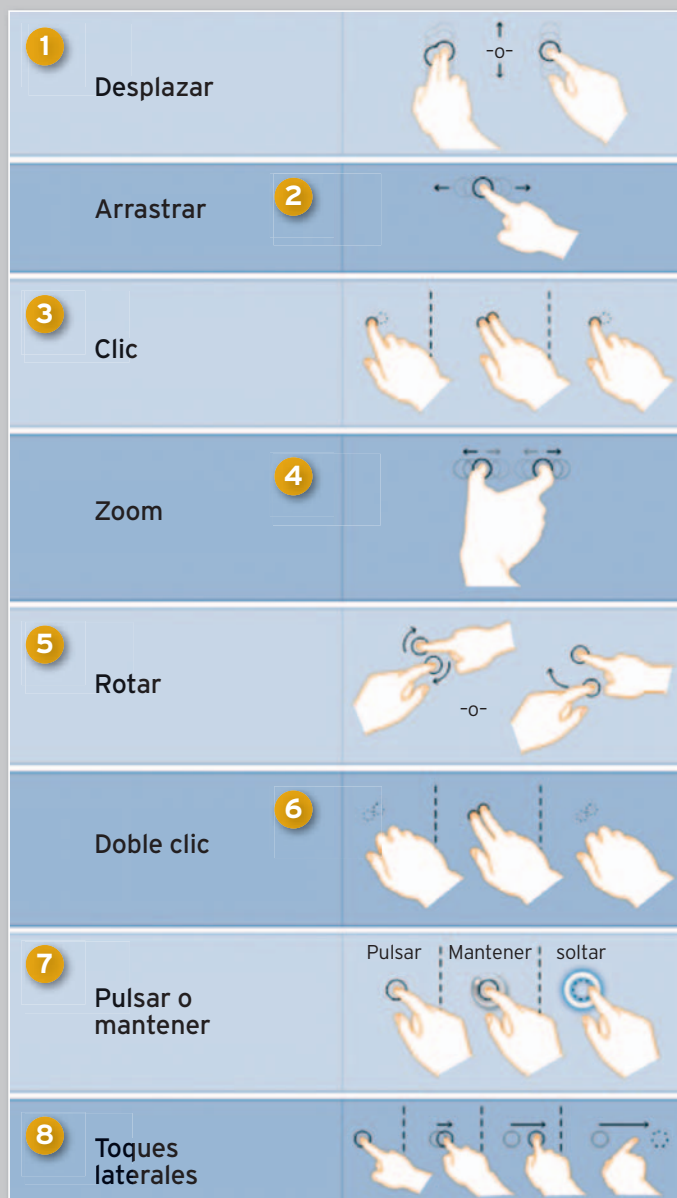 1
Desplazar
-o-
Arrastrar
2
3
Clic
4
Zoom
5
Rotar
-o-
6
Doble clic
7
Pulsar
Mantener
soltar
Pulsar o
mantener
8
Toques
laterales